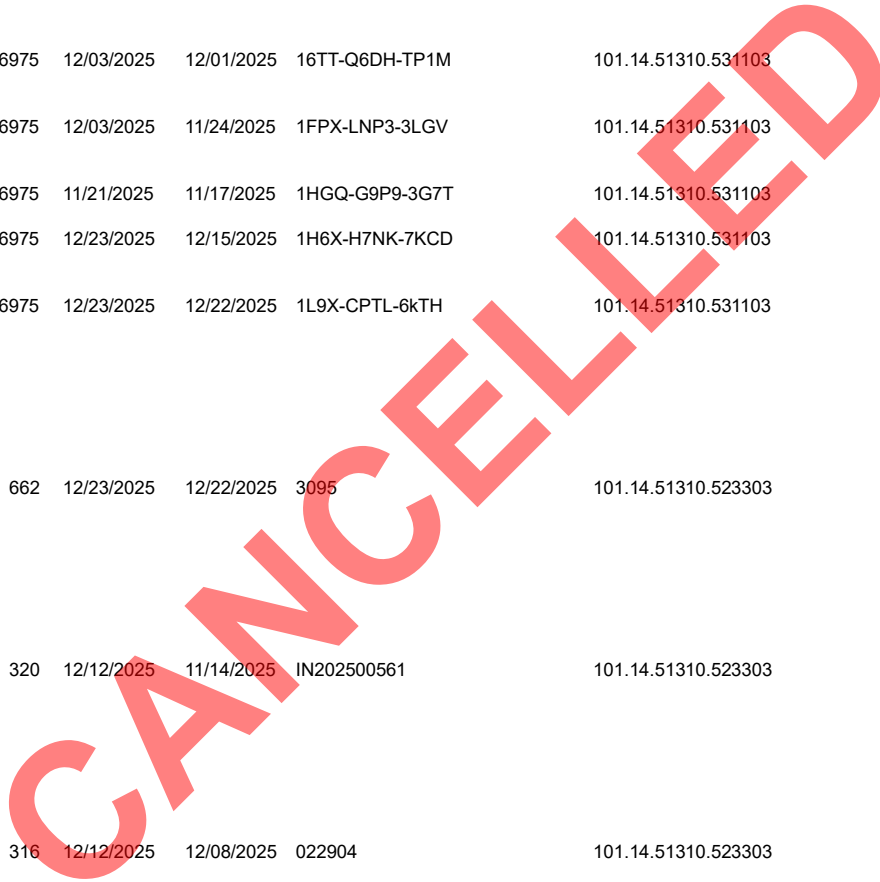 6975 12/03/2025 12/01/2025 16TT-Q6DH-TP1M 101.14.51310.531103
6975 12/03/2025 11/24/2025 1FPX-LNP3-3LGV 101.14.51310.531103
6975 11/21/2025 11/17/2025 1HGQ-G9P9-3G7T 101.14.51310.531103
6975 12/23/2025 12/15/2025 1H6X-H7NK-7KCD 101.14.51310.531103
6975 12/23/2025 12/22/2025 1L9X-CPTL-6kTH 101.14.51310.531103
662 12/23/2025 12/22/2025 3095 101.14.51310.523303
320 12/12/2025 11/14/2025 IN202500561 101.14.51310.523303
316 12/12/2025 12/08/2025 022904 101.14.51310.523303
CANCELLED